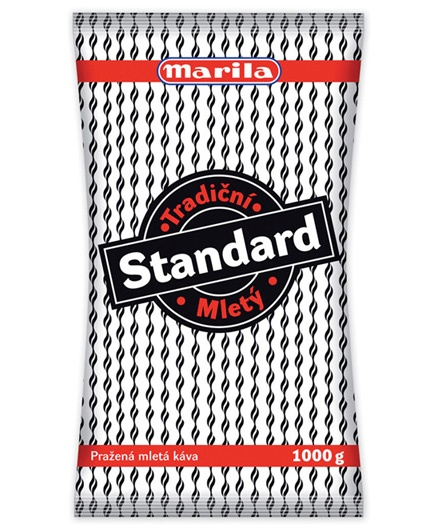 marila
Tradiční
Standard
Mletý
Pražená mletá káva
1000 g